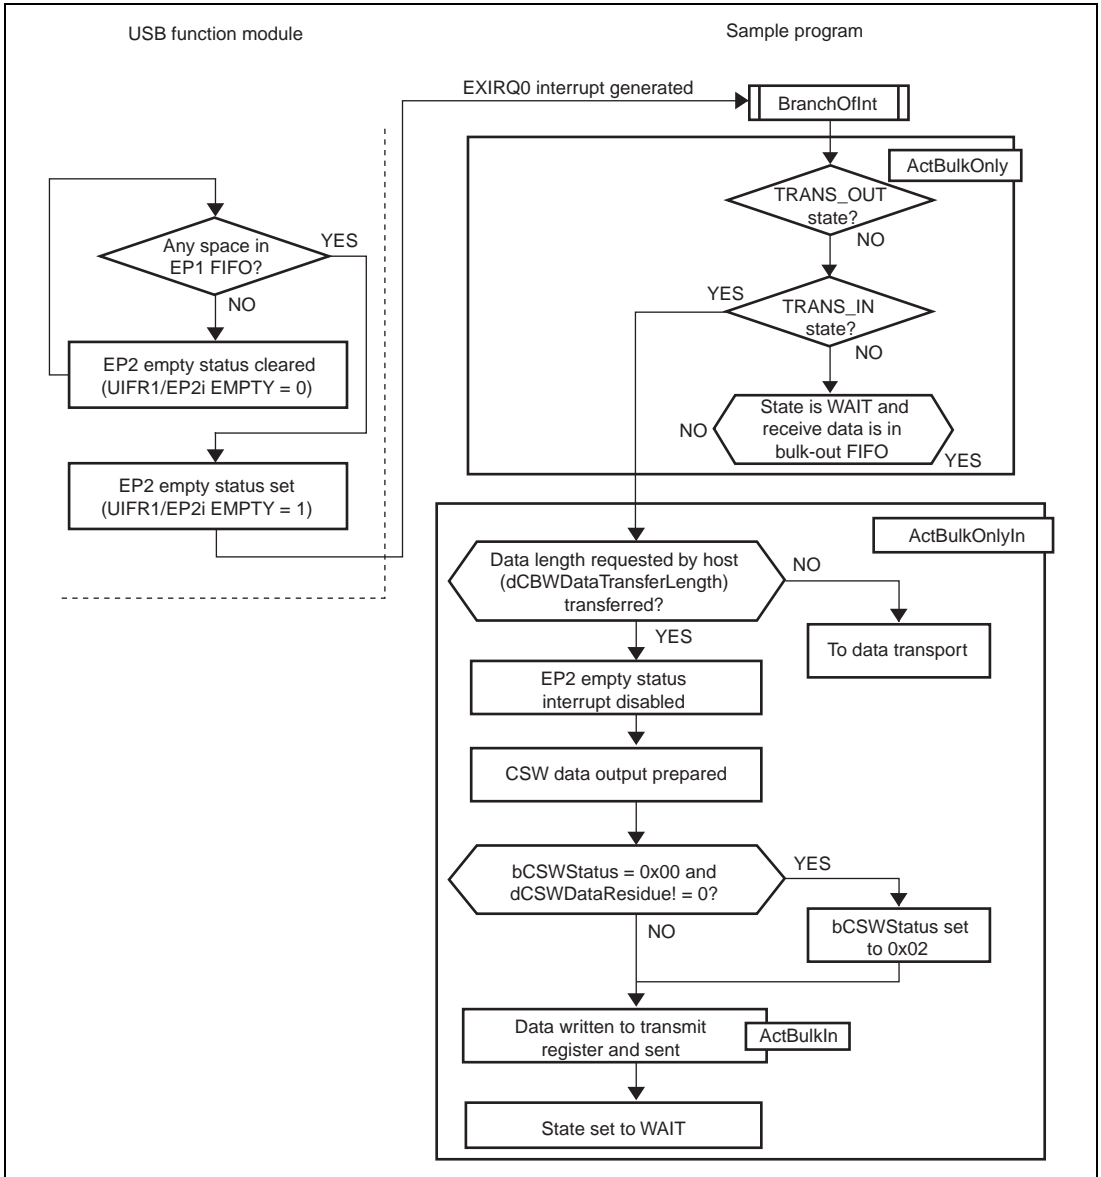 USB function module
Sample program
EXIRQ0 interrupt generated
BranchOfInt
ActBulkOnly
TRANS_OUT
state?
NO
Any space in
EP1 FIFO?
YES
NO
YES
TRANS_IN
state?
NO
EP2 empty status cleared
(UIFR1/EP2i EMPTY = 0)
State is WAIT and
receive data is in
bulk-out FIFO
NO
YES
EP2 empty status set
(UIFR1/EP2i EMPTY = 1)
ActBulkOnlyIn
Data length requested by host
(dCBWDataTransferLength)
transferred?
NO
YES
To data transport
EP2 empty status
interrupt disabled
CSW data output prepared
bCSWStatus = 0x00 and
dCSWDataResidue! = 0?
YES
NO
bCSWStatus set
to 0x02
Data written to transmit
register and sent
ActBulkIn
State set to WAIT